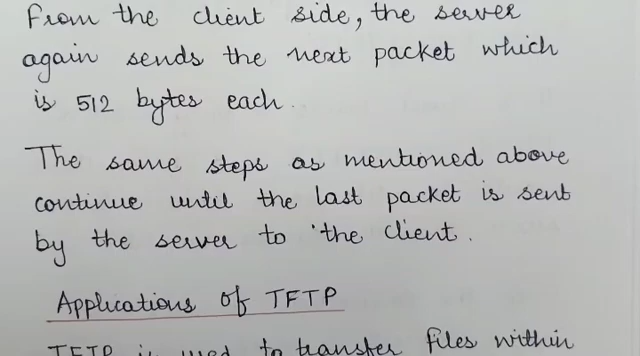 From the client side, the server
again sends the next packet which
is 512 bytes each.
The same steps as mentioned above
continue until the last packet is sent
by the server to the client.
Applications of TFTP
TFTP is used to transfer files within